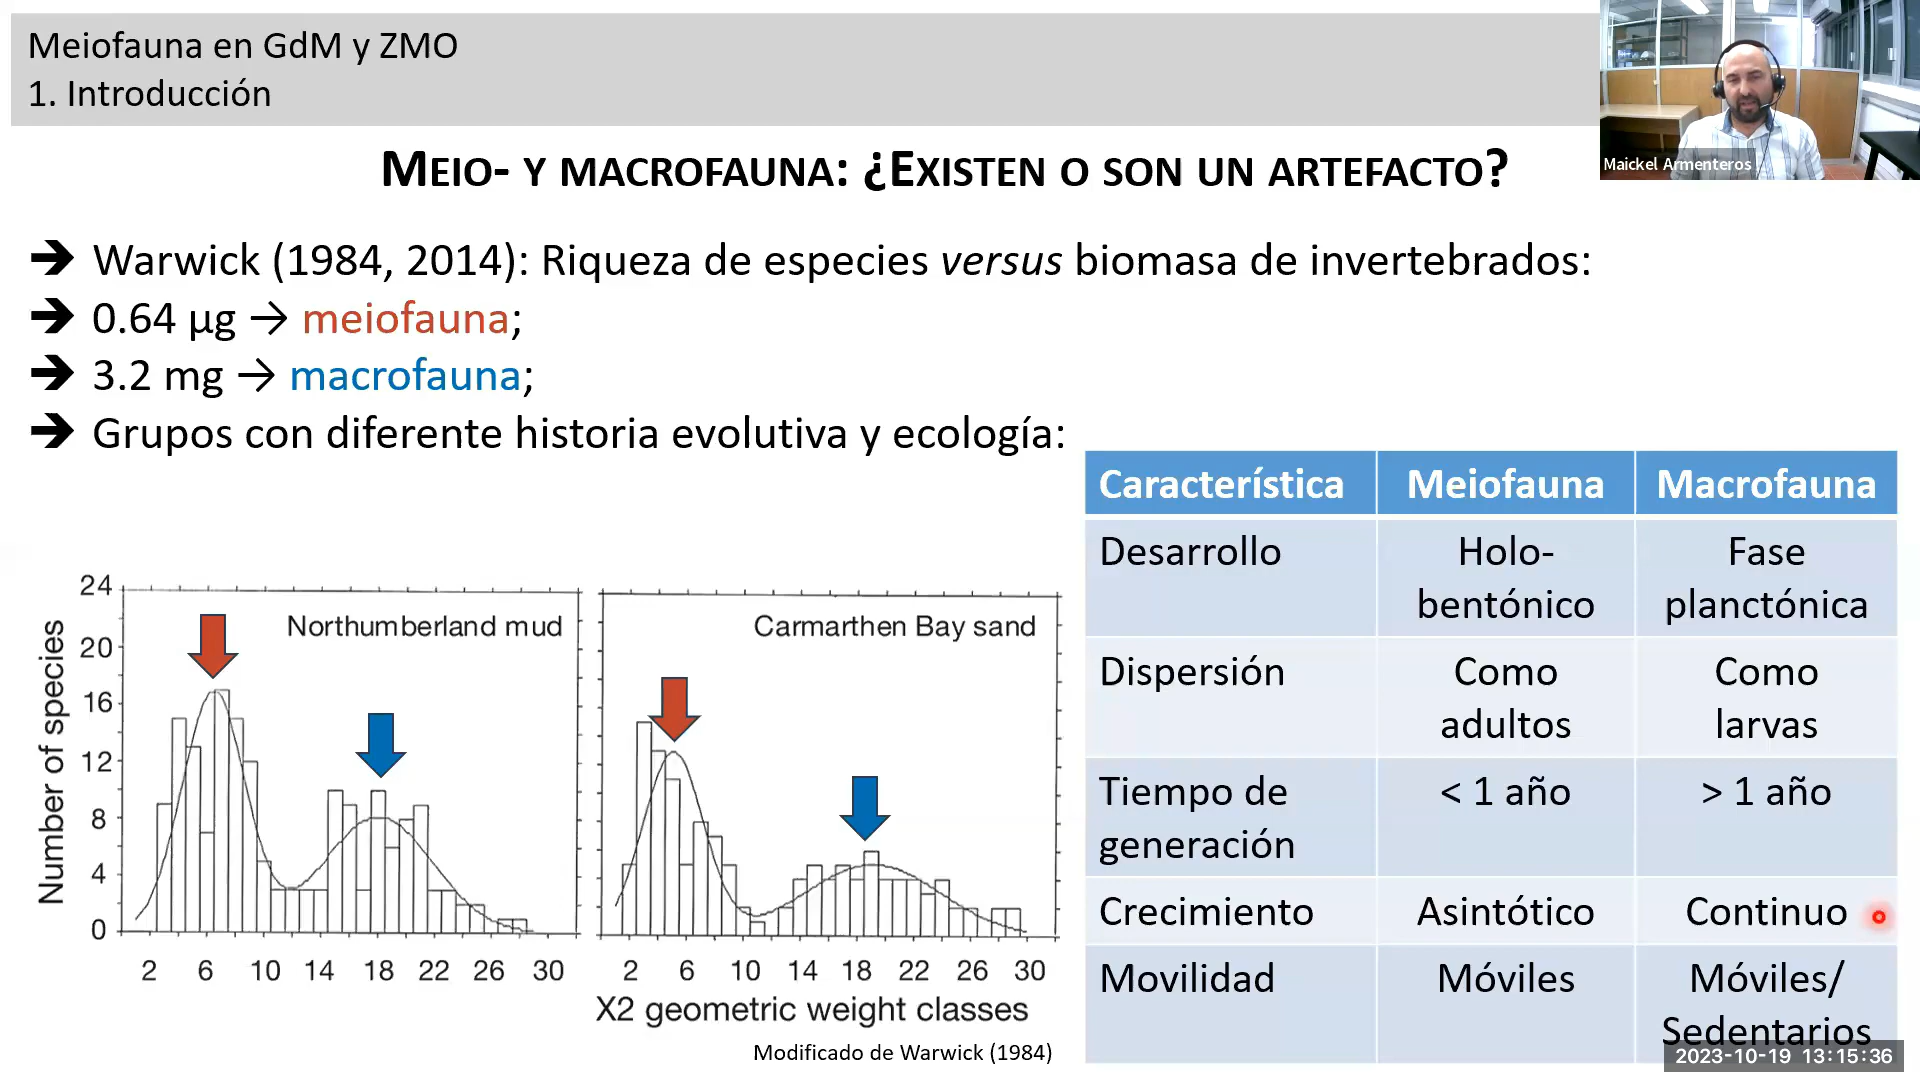 Meiofauna en GdM y ZMO
1. Introducción
Maickel Armenteros
MEIO- Y MACROFAUNA: ¿EXISTEN O SON UN ARTEFACTO?
➔ Warwick (1984, 2014): Riqueza de especies versus biomasa de invertebrados:
➔ 0.64 µg → meiofauna;
➔ 3.2 mg → macrofauna;
➔ Grupos con diferente historia evolutiva y ecología:
Característica Meiofauna Macrofauna
Desarrollo Holo- Fase
bentónico planctónica
Dispersión Como Como
adultos larvas
Tiempo de < 1 año > 1 año
generación
Crecimiento Asintótico Continuo
Movilidad Móviles Móviles/
Sedentarios
Number of species
24
20
16
12
8
4
0
Northumberland mud
2 6 10 14 18 22 26 30
Carmarthen Bay sand
2 6 10 14 18 22 26 30
X2 geometric weight classes
Modificado de Warwick (1984)
2023-10-19 13:15:36